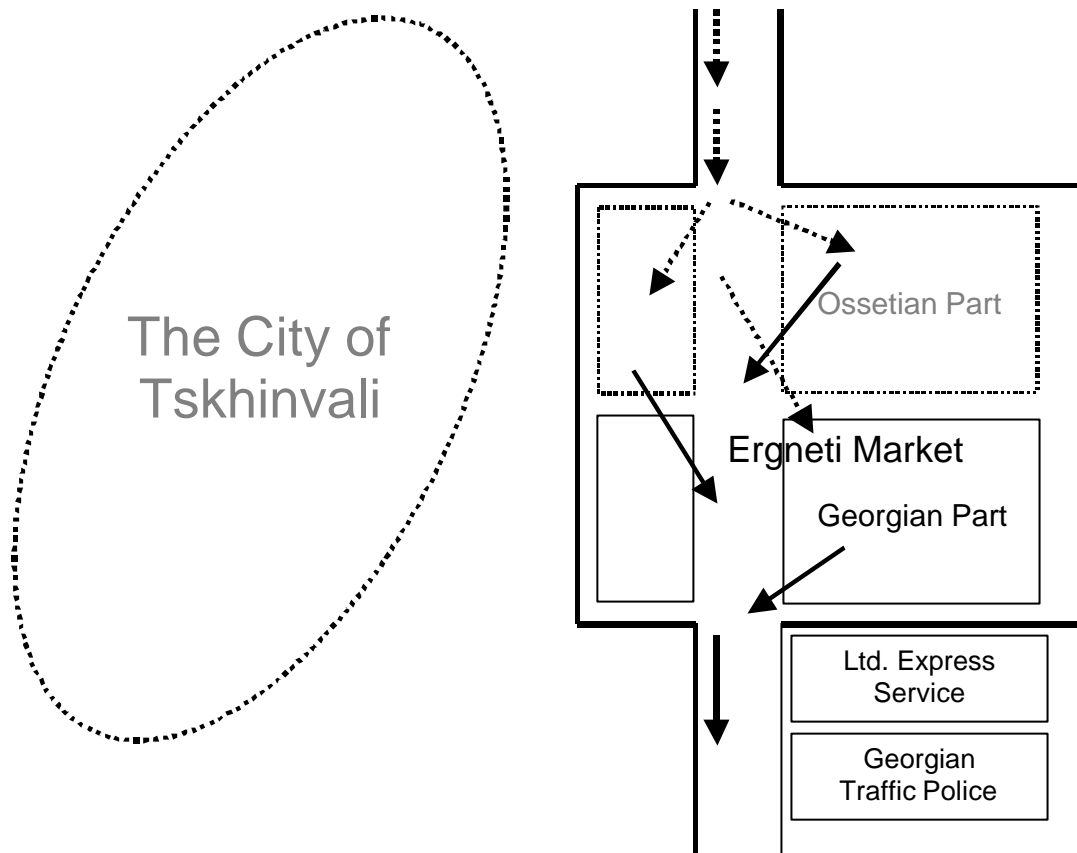 The City of
Tskhinvali
Ossetian Part
Ergneti Market
Georgian Part
Ltd. Express
Service
Georgian
Traffic Police